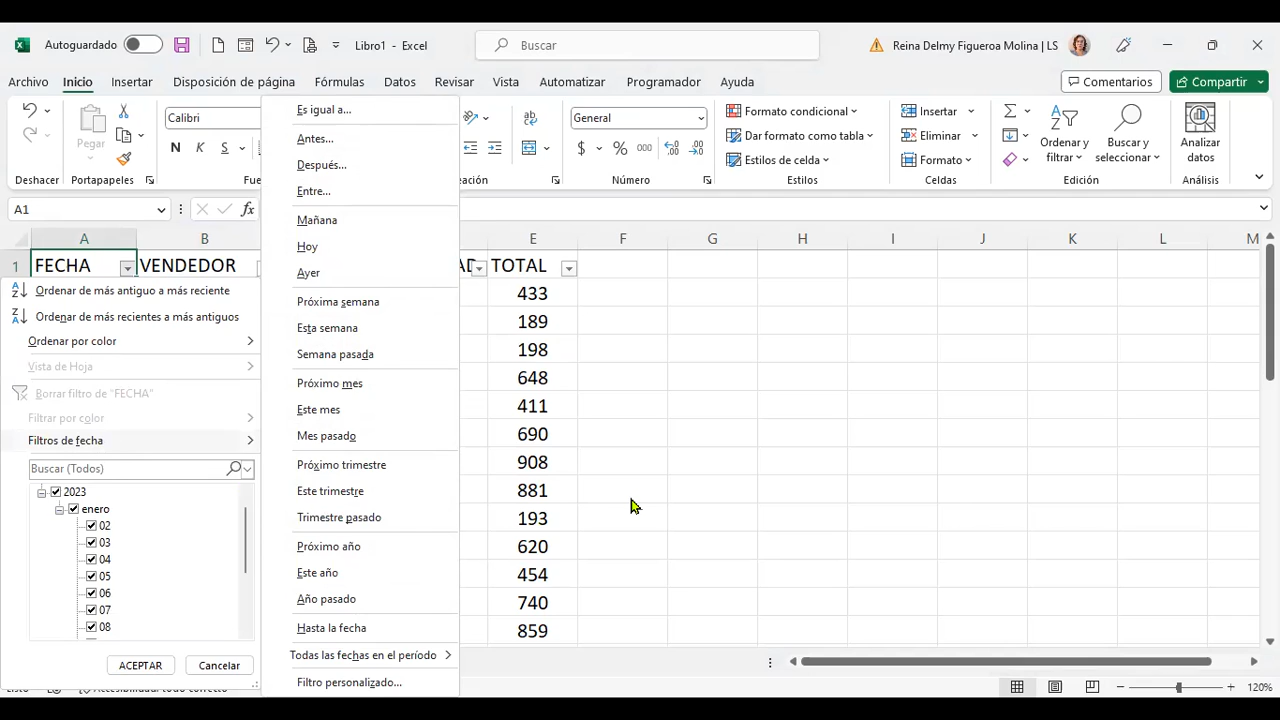 Autoguardado
Libro1 - Excel
Buscar
Reina Delmy Figueroa Molina | LS
Archivo Inicio Insertar Disposición de página Fórmulas Datos Revisar Vista Automatizar Programador Ayuda
Comentarios
Compartir
Pegar
Calibri
N K S
General
$ % 000
Formato condicional
Dar formato como tabla
Estilos de celda
Insertar
Eliminar
Formato
Ordenar y
filtrar
Buscar y
seleccionar
Analizar
datos
Deshacer
Portapapeles
Fue
Número
Estilos
Celdas
Edición
Análisis
A1
fx
A B E F G H I J K L M
1 FECHA VENDEDOR TOTAL
433
189
198
648
411
690
908
881
193
620
454
740
859
Ordenar de más antiguo a más reciente
Ordenar de más recientes a más antiguos
Ordenar por color
Vista de Hoja
Borrar filtro de "FECHA"
Filtrar por color
Filtros de fecha
Buscar (Todos)
2023
enero
02
03
04
05
06
07
08
ACEPTAR
Cancelar
Es igual a...
Antes...
Después...
Entre...
Mañana
Hoy
Ayer
Próxima semana
Esta semana
Semana pasada
Próximo mes
Este mes
Mes pasado
Próximo trimestre
Este trimestre
Trimestre pasado
Próximo año
Este año
Año pasado
Hasta la fecha
Todas las fechas en el período
Filtro personalizado...
120%